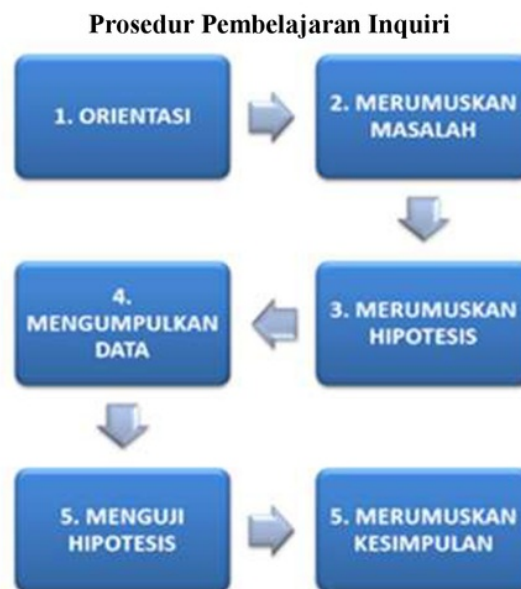 Prosedur Pembelajaran Inquiri
1. ORIENTASI
2. MERUMUSKAN
MASALAH
3. MERUMUSKAN
HIPOTESIS
4.
MENGUMPULKAN
DATA
5. MENGUJI
HIPOTESIS
5. MERUMUSKAN
KESIMPULAN